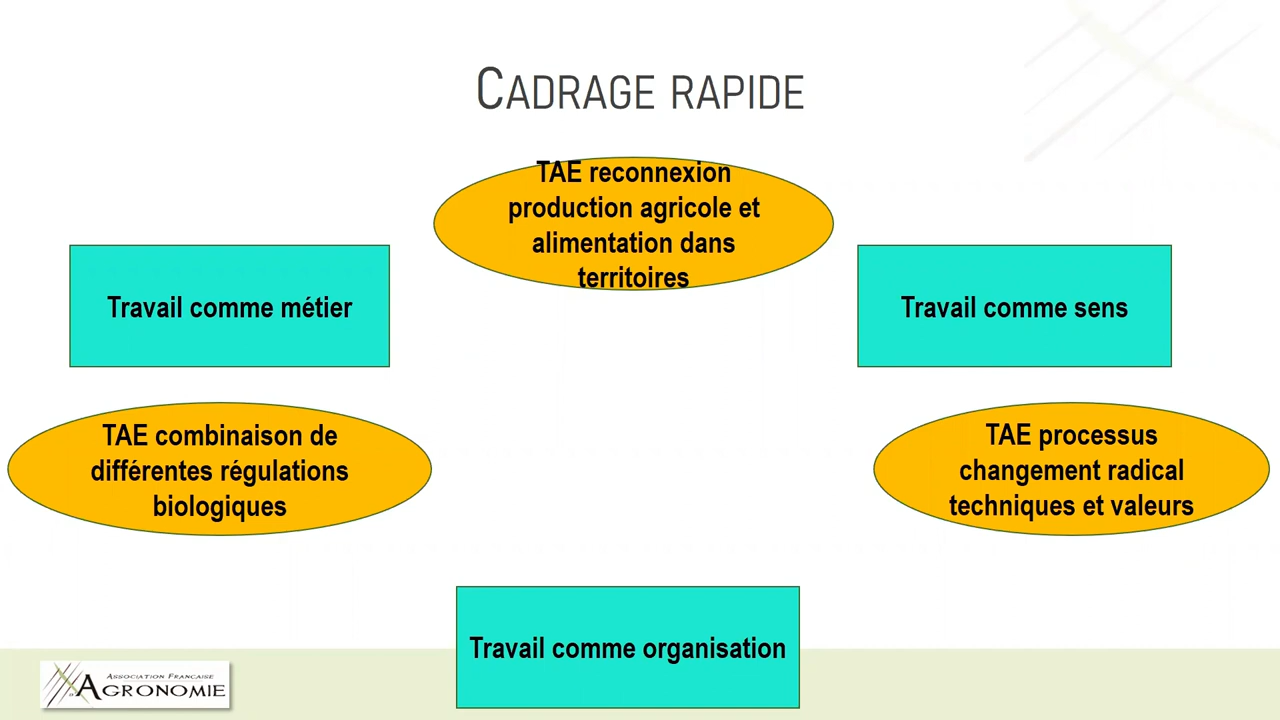 CADRAGE RAPIDE
TAE reconnexion
production agricole et
alimentation dans
territoires
Travail comme métier
Travail comme sens
TAE combinaison de
différentes régulations
biologiques
TAE processus
changement radical
techniques et valeurs
Travail comme organisation
ASSOCIATION FRANÇAISE
AGRONOMIE